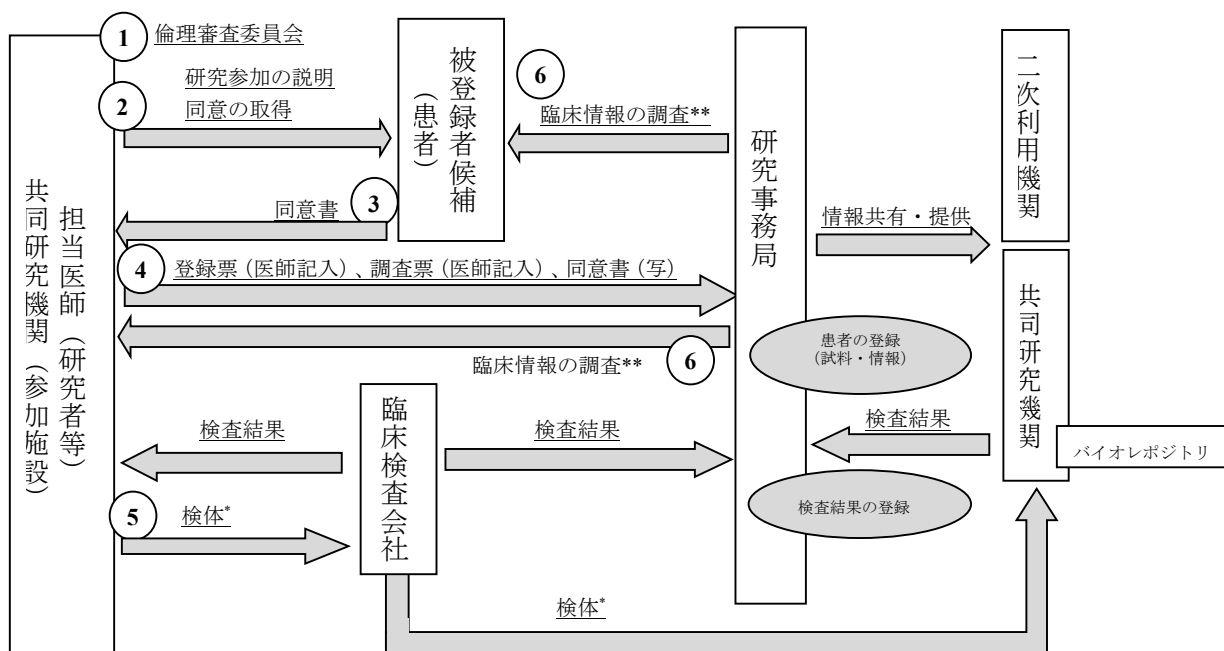 ① 倫理審査委員会
② 研究参加の説明
同意の取得
被登録者候補
(患者)
⑥
臨床情報の調査**
研究事務局
二次利用機関
担当医師（研究者等）
共同研究機関（参加施設）
同意書 ③
情報共有・提供
④ 登録票(医師記入)、調査票(医師記入)、同意書(写)
共同研究機関
患者の登録
(試料・情報)
臨床情報の調査** ⑥
臨床検査会社
検査結果
検査結果
検査結果
バイオレポジトリ
⑤ 検体*
検査結果の登録
検体*